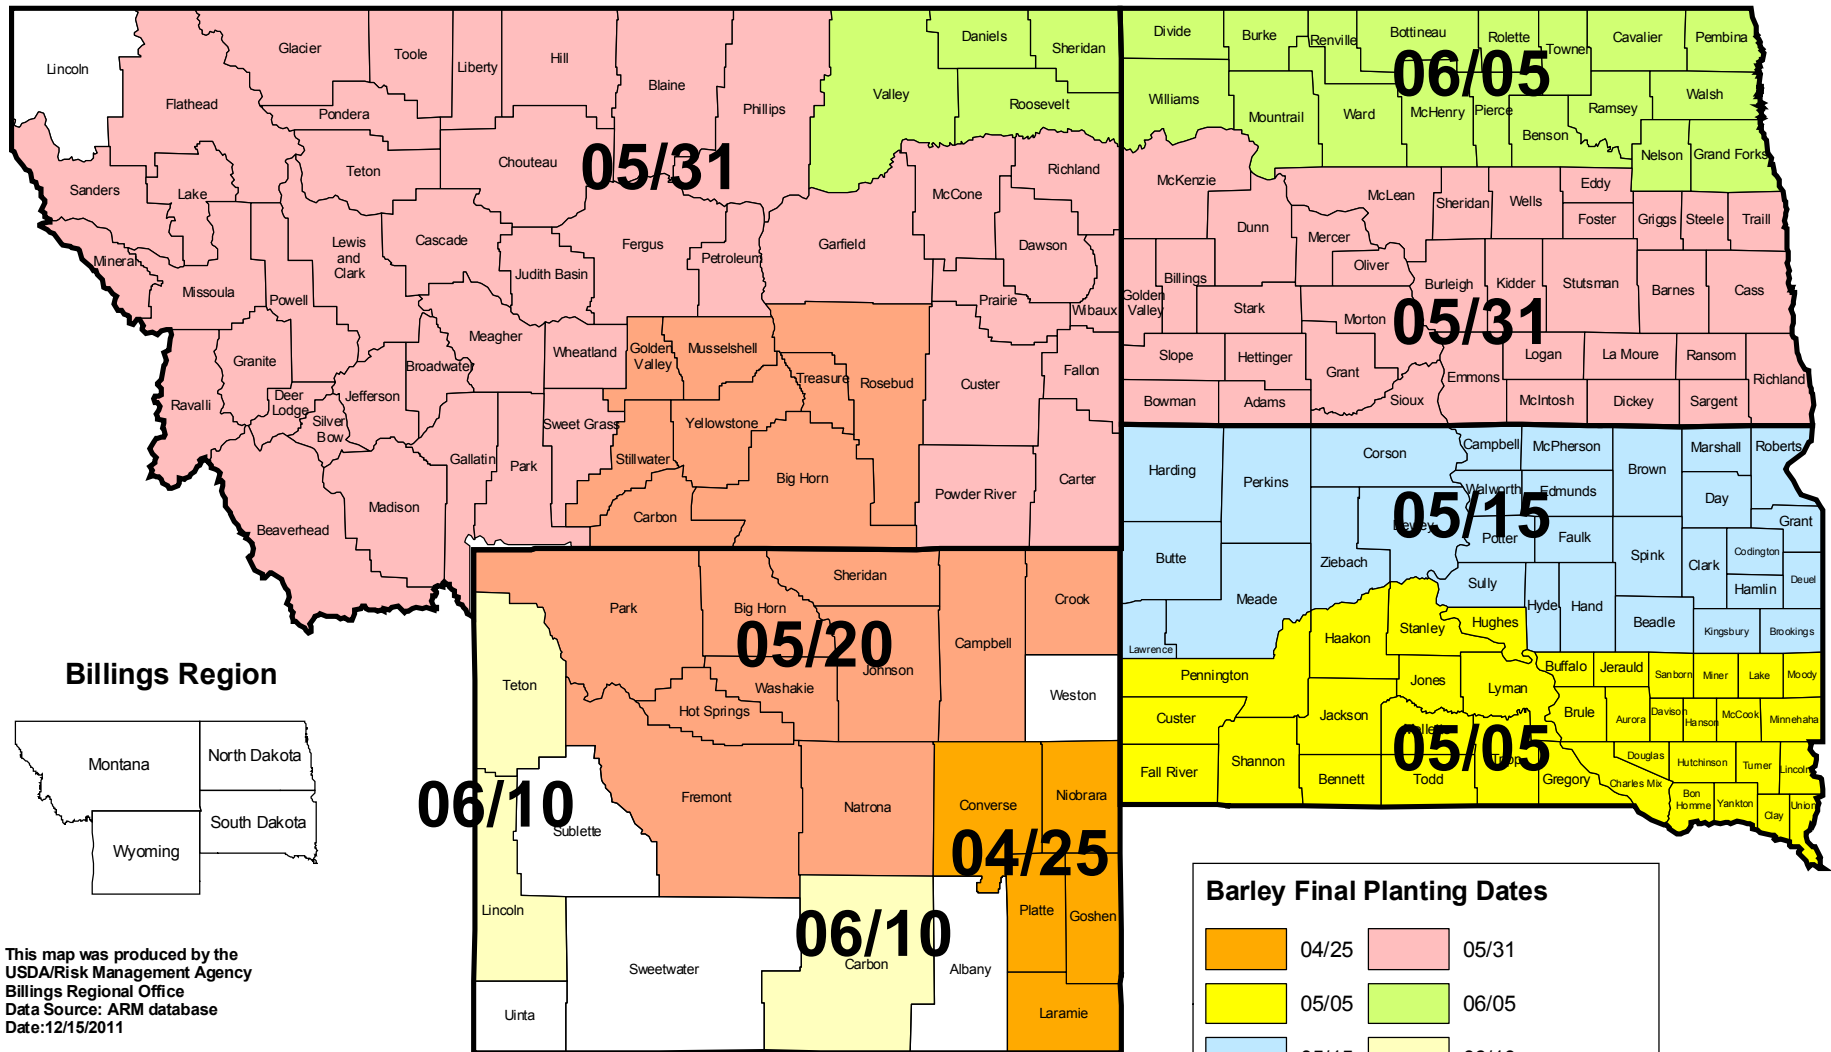 Lincoln
Glacier
Toole
Liberty
Hill
Blaine
Phillips
Flathead
Pondera
Valley
Daniels
Sheridan
Roosevelt
Chouteau
Teton
05/31
Sanders
Lake
McCone
Richland
Lewis
and
Clark
Cascade
Judith Basin
Fergus
Petroleum
Garfield
Dawson
Mineral
Missoula
Powell
Prairie
Wibaux
Meagher
Wheatland
Golden
Valley
Musselshell
Granite
Broadwater
Treasure
Rosebud
Custer
Fallon
Ravalli
Deer
Lodge
Jefferson
Silver
Bow
Sweet Grass
Yellowstone
Stillwater
Gallatin
Park
Big Horn
Powder River
Carter
Madison
Carbon
Beaverhead
Divide
Burke
Renville
Bottineau
Rolette
Towner
Cavalier
Pembina
06/05
Williams
Mountrail
Ward
McHenry
Pierce
Benson
Ramsey
Walsh
Nelson
Grand Forks
McKenzie
McLean
Sheridan
Wells
Eddy
Foster
Griggs
Steele
Traill
Dunn
Mercer
Oliver
Billings
Golden
Valley
Stark
Burleigh
Kidder
Stutsman
Barnes
Cass
Morton
05/31
Slope
Hettinger
Grant
Logan
La Moure
Ransom
Richland
Emmons
Bowman
Adams
Sioux
McIntosh
Dickey
Sargent
Harding
Perkins
Corson
Campbell
McPherson
Brown
Marshall
Roberts
Walworth
Edmunds
Day
05/15
Grant
Butte
Ziebach
Potter
Faulk
Spink
Clark
Codington
Hamlin
Deuel
Meade
Sully
Hyde
Hand
Beadle
Kingsbury
Brookings
Lawrence
Haakon
Stanley
Hughes
Pennington
Jones
Lyman
Buffalo
Jerauld
Sanborn
Miner
Lake
Moody
Custer
Jackson
Brule
Aurora
Davison
Hanson
McCook
Minnehaha
05/05
Fall River
Shannon
Bennett
Todd
Gregory
Charles Mix
Douglas
Hutchinson
Turner
Lincoln
Bon
Homme
Yankton
Clay
Union
Park
Big Horn
Sheridan
Campbell
Crook
05/20
Johnson
Teton
Washakie
Hot Springs
Weston
06/10
Sublette
Fremont
Natrona
Converse
Niobrara
04/25
Lincoln
Platte
Goshen
06/10
Carbon
Sweetwater
Albany
Uinta
Laramie
Billings Region
Montana
North Dakota
South Dakota
Wyoming
This map was produced by the
USDA/Risk Management Agency
Billings Regional Office
Data Source: ARM database
Date:12/15/2011
Barley Final Planting Dates
04/25
05/31
05/05
06/05